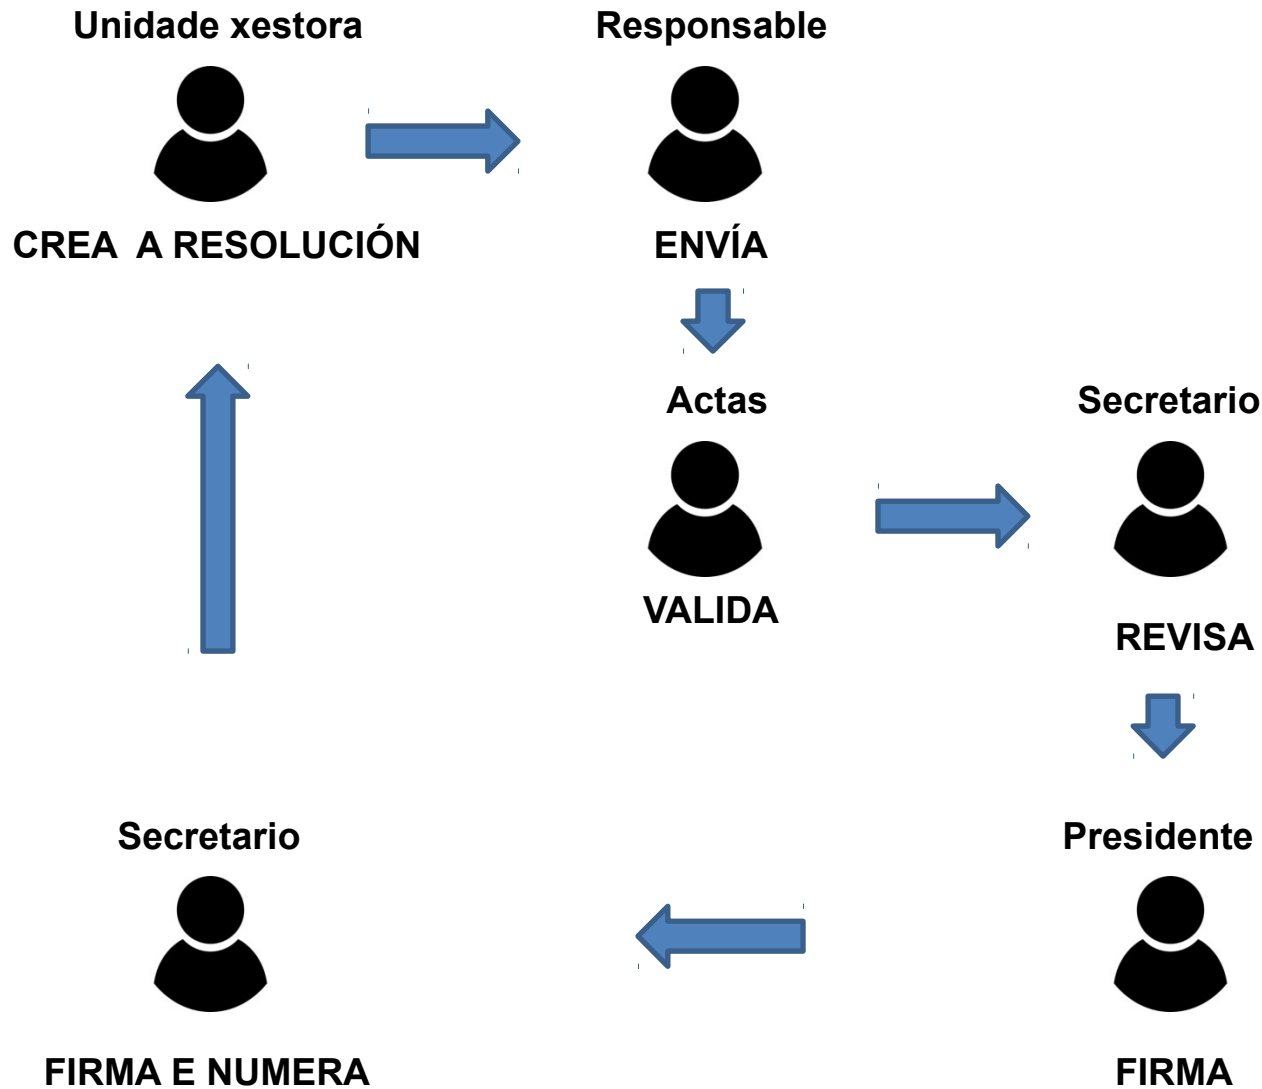 Unidade xestora
Responsable
CREA  A RESOLUCIÓN
ENVÍA
Actas
Secretario
VALIDA
REVISA
Secretario
Presidente
FIRMA E NUMERA
FIRMA